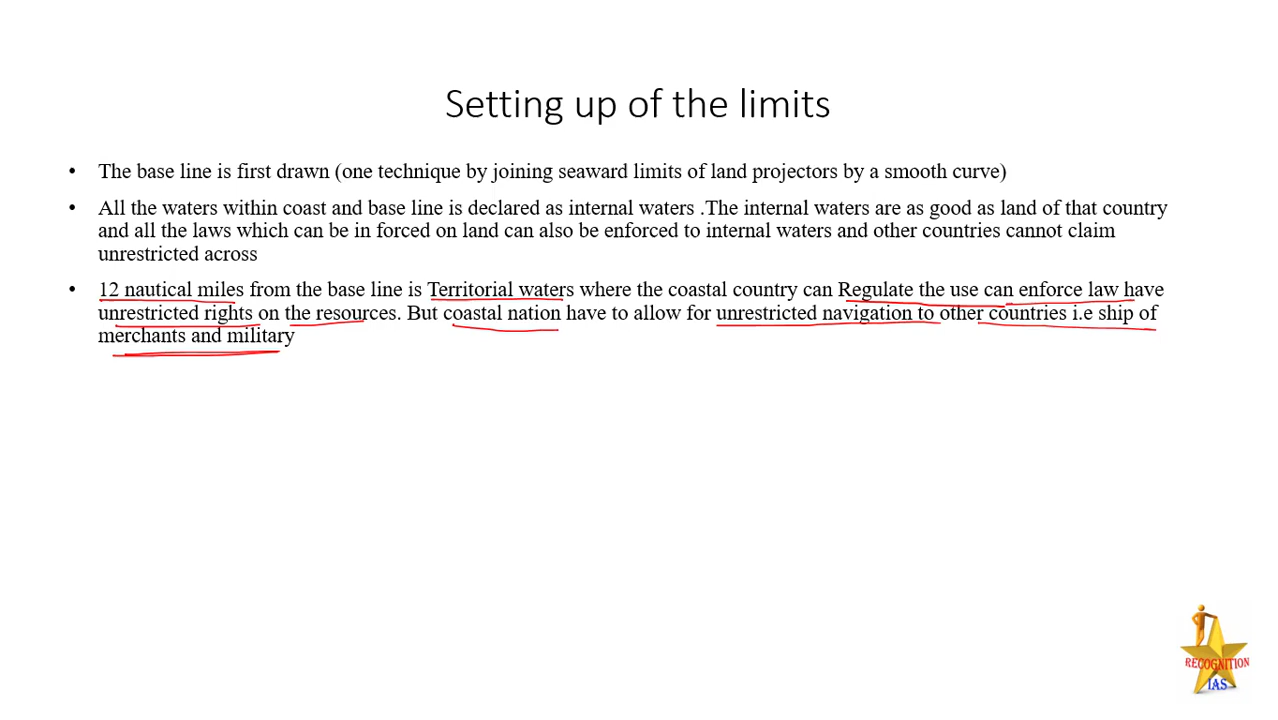 Setting up of the limits
• The base line is first drawn (one technique by joining seaward limits of land projectors by a smooth curve)
• All the waters within coast and base line is declared as internal waters .The internal waters are as good as land of that country
and all the laws which can be in forced on land can also be enforced to internal waters and other countries cannot claim
unrestricted across
• 12 nautical miles from the base line is Territorial waters where the coastal country can Regulate the use can enforce law have
unrestricted rights on the resources. But coastal nation have to allow for unrestricted navigation to other countries i.e ship of
merchants and military
RECOGNITION
IAS